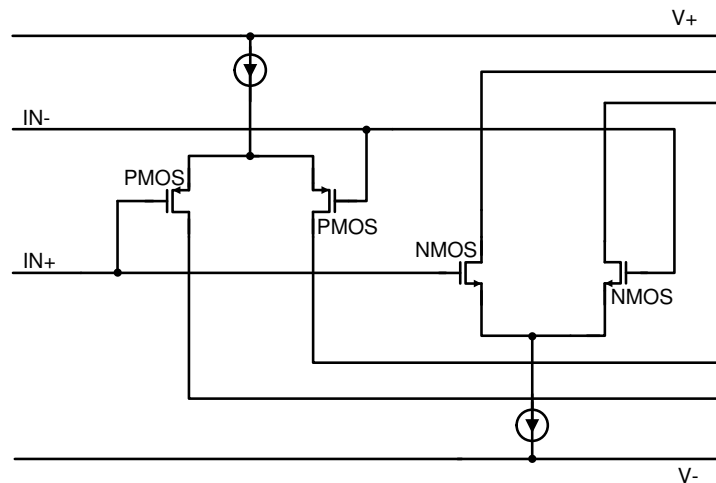 V+
IN-
PMOS
PMOS
NMOS
IN+
NMOS
V-